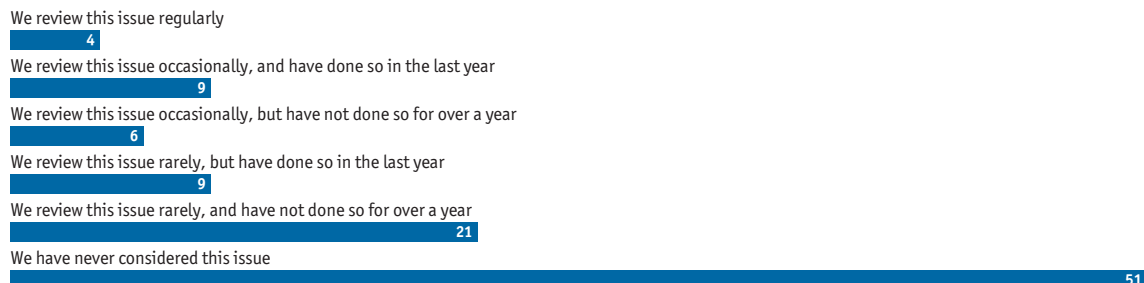 We review this issue regularly
4
We review this issue occasionally, and have done so in the last year
9
We review this issue occasionally, but have not done so for over a year
6
We review this issue rarely, but have done so in the last year
9
We review this issue rarely, and have not done so for over a year
21
We have never considered this issue
51